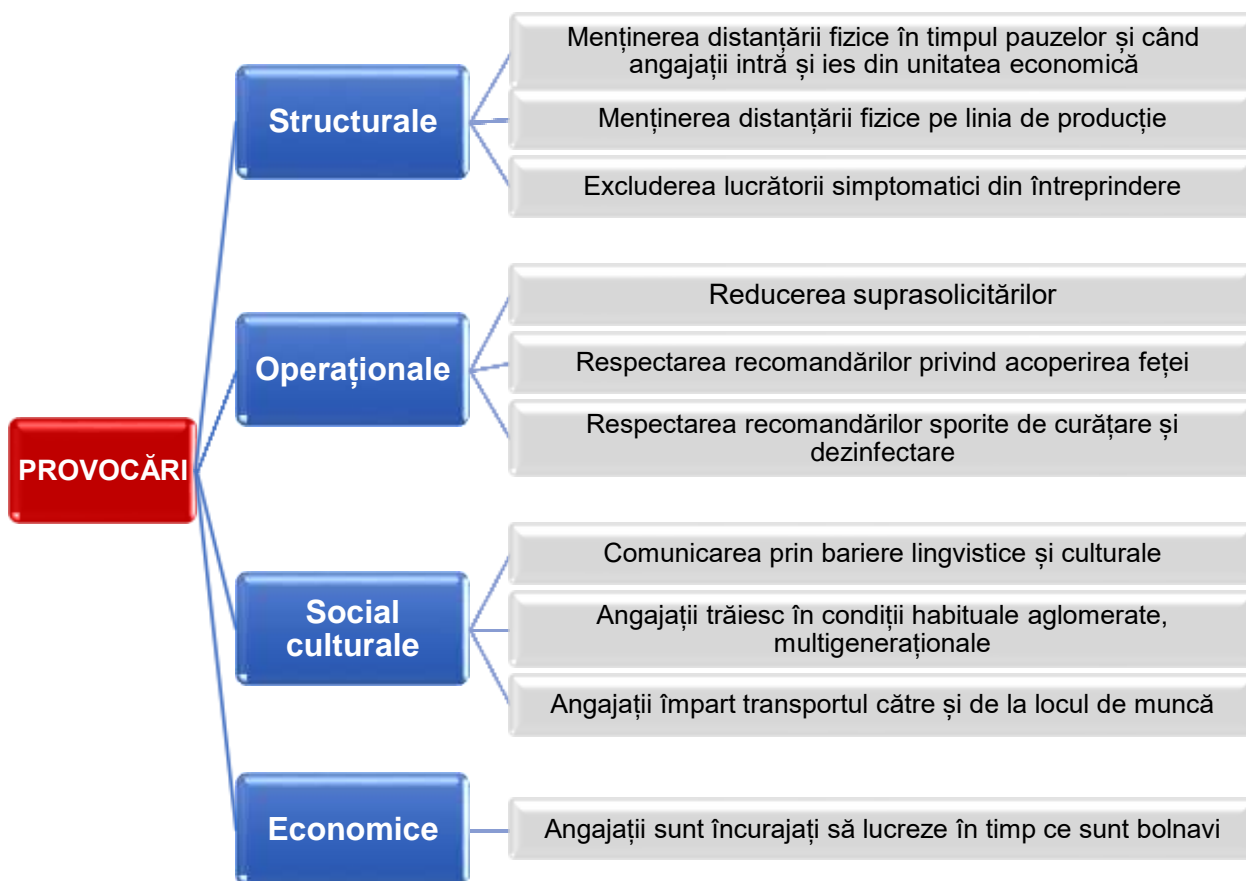 PROVOCĂRI
Structurale
Menținerea distanțării fizice în timpul pauzelor și când
angajații intră și ies din unitatea economică
Menținerea distanțării fizice pe linia de producție
Excluderea lucrătorii simptomatici din întreprindere
Operaționale
Reducerea suprasolicitărilor
Respectarea recomandărilor privind acoperirea feței
Respectarea recomandărilor sporite de curățare și
dezinfectare
Social
culturale
Comunicarea prin bariere lingvistice și culturale
Angajații trăiesc în condiții habituale aglomerate,
multigeneraționale
Angajații împart transportul către și de la locul de muncă
Economice
Angajații sunt încurajați să lucreze în timp ce sunt bolnavi